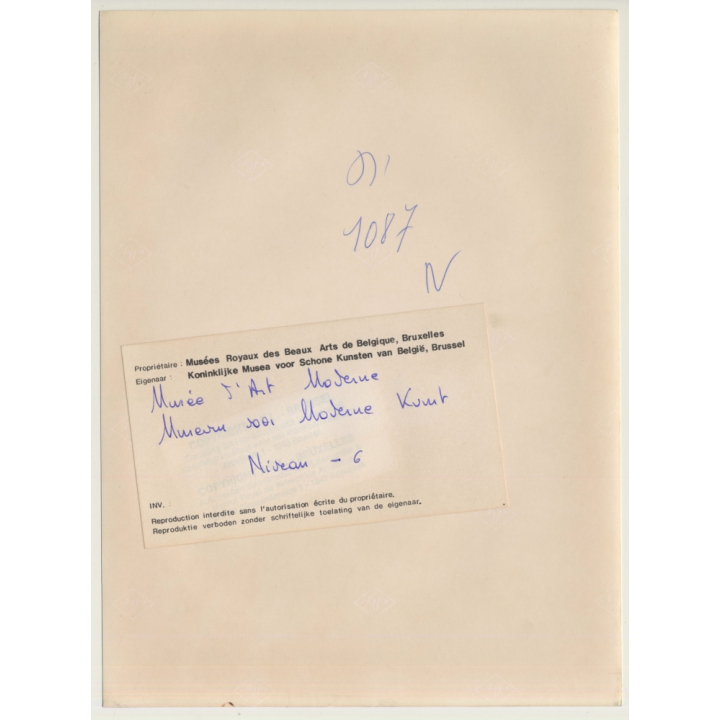 1087
N
Propriétaire : Musées Royaux des Beaux Arts de Belgique, Bruxelles
Eigenaar : Koninklijke Musea voor Schone Kunsten van België, Brussel
Musée d'Art Moderne
Museum voor Moderne Kunst
Niveau - 6
INV. :
Reproduction interdite sans l'autorisation écrite du propriétaire.
Reproduktie verboden zonder schriftelijke toelating van de eigenaar.